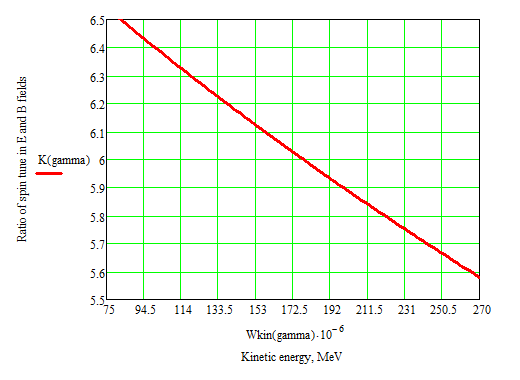 Ratio of spin tune in E and B fields
K(gamma)
6.5
6.4
6.3
6.2
6.1
6
5.9
5.8
5.7
5.6
5.5
75 94.5 114 133.5 153 172.5 192 211.5 231 250.5 270
Wkin(gamma)·10⁻⁶
Kinetic energy, MeV